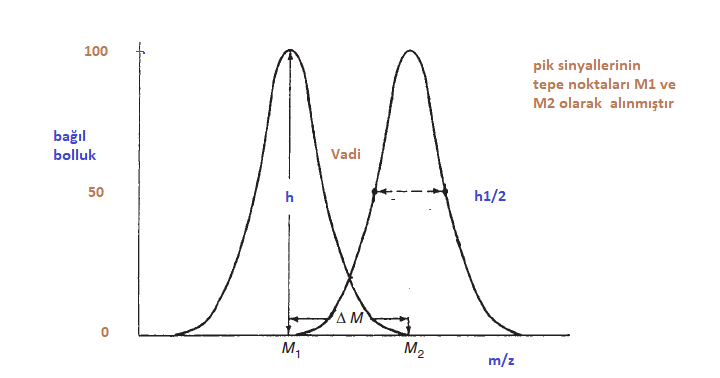 100
pik sinyallerinin
tepe noktaları M1 ve
M2 olarak alınmıştır
bağıl
bolluk
Vadi
50
h
h1/2
Δ M
0
M1
M2
m/z